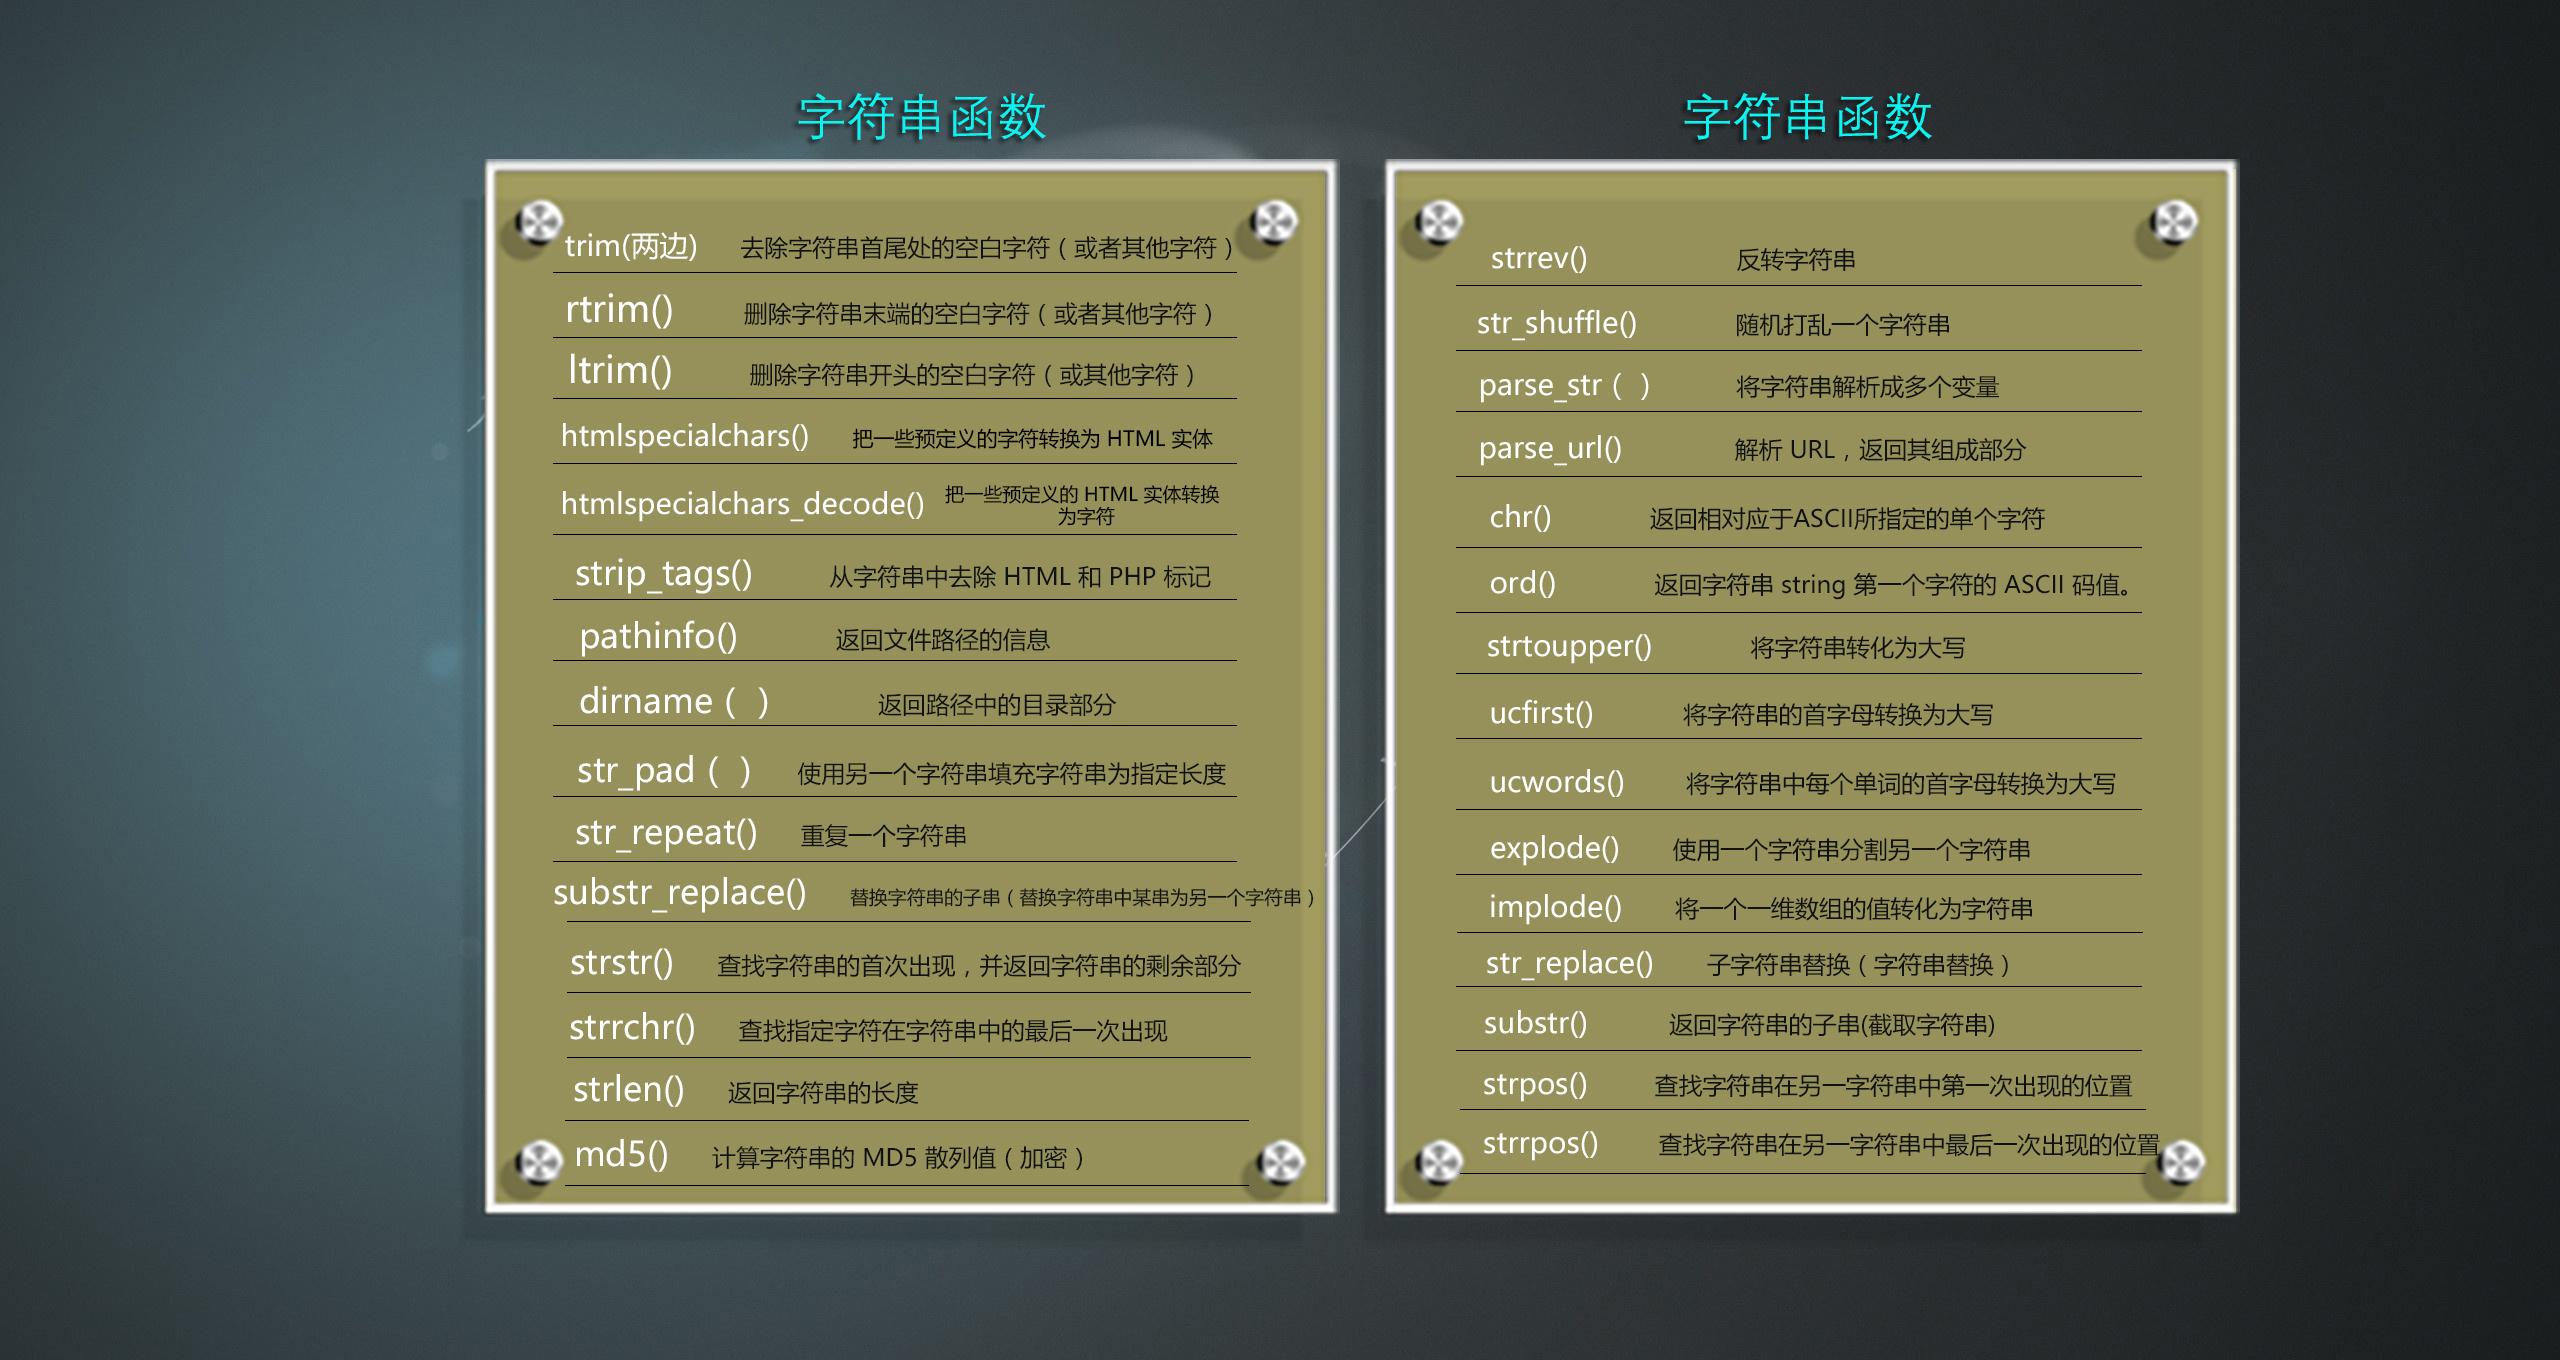 字符串函数
trim(两边) 去除字符串首尾处的空白字符（或者其他字符）
rtrim() 删除字符串末端的空白字符（或者其他字符）
ltrim() 删除字符串开头的空白字符（或其他字符）
htmlspecialchars() 把一些预定义的字符转换为 HTML 实体
htmlspecialchars_decode() 把一些预定义的 HTML 实体转换
为字符
strip_tags() 从字符串中去除 HTML 和 PHP 标记
pathinfo() 返回文件路径的信息
dirname（ ） 返回路径中的目录部分
str_pad（ ） 使用另一个字符串填充字符串为指定长度
str_repeat() 重复一个字符串
substr_replace() 替换字符串的子串（替换字符串中某串为另一个字符串）
strstr() 查找字符串的首次出现，并返回字符串的剩余部分
strrchr() 查找指定字符在字符串中的最后一次出现
strlen() 返回字符串的长度
md5() 计算字符串的 MD5 散列值（加密）
字符串函数
strrev() 反转字符串
str_shuffle() 随机打乱一个字符串
parse_str（ ） 将字符串解析成多个变量
parse_url() 解析 URL，返回其组成部分
chr() 返回相对应于ASCII所指定的单个字符
ord() 返回字符串 string 第一个字符的 ASCII 码值。
strtoupper() 将字符串转化为大写
ucfirst() 将字符串的首字母转换为大写
ucwords() 将字符串中每个单词的首字母转换为大写
explode() 使用一个字符串分割另一个字符串
implode() 将一个一维数组的值转化为字符串
str_replace() 子字符串替换（字符串替换）
substr() 返回字符串的子串(截取字符串)
strpos() 查找字符串在另一字符串中第一次出现的位置
strrpos() 查找字符串在另一字符串中最后一次出现的位置